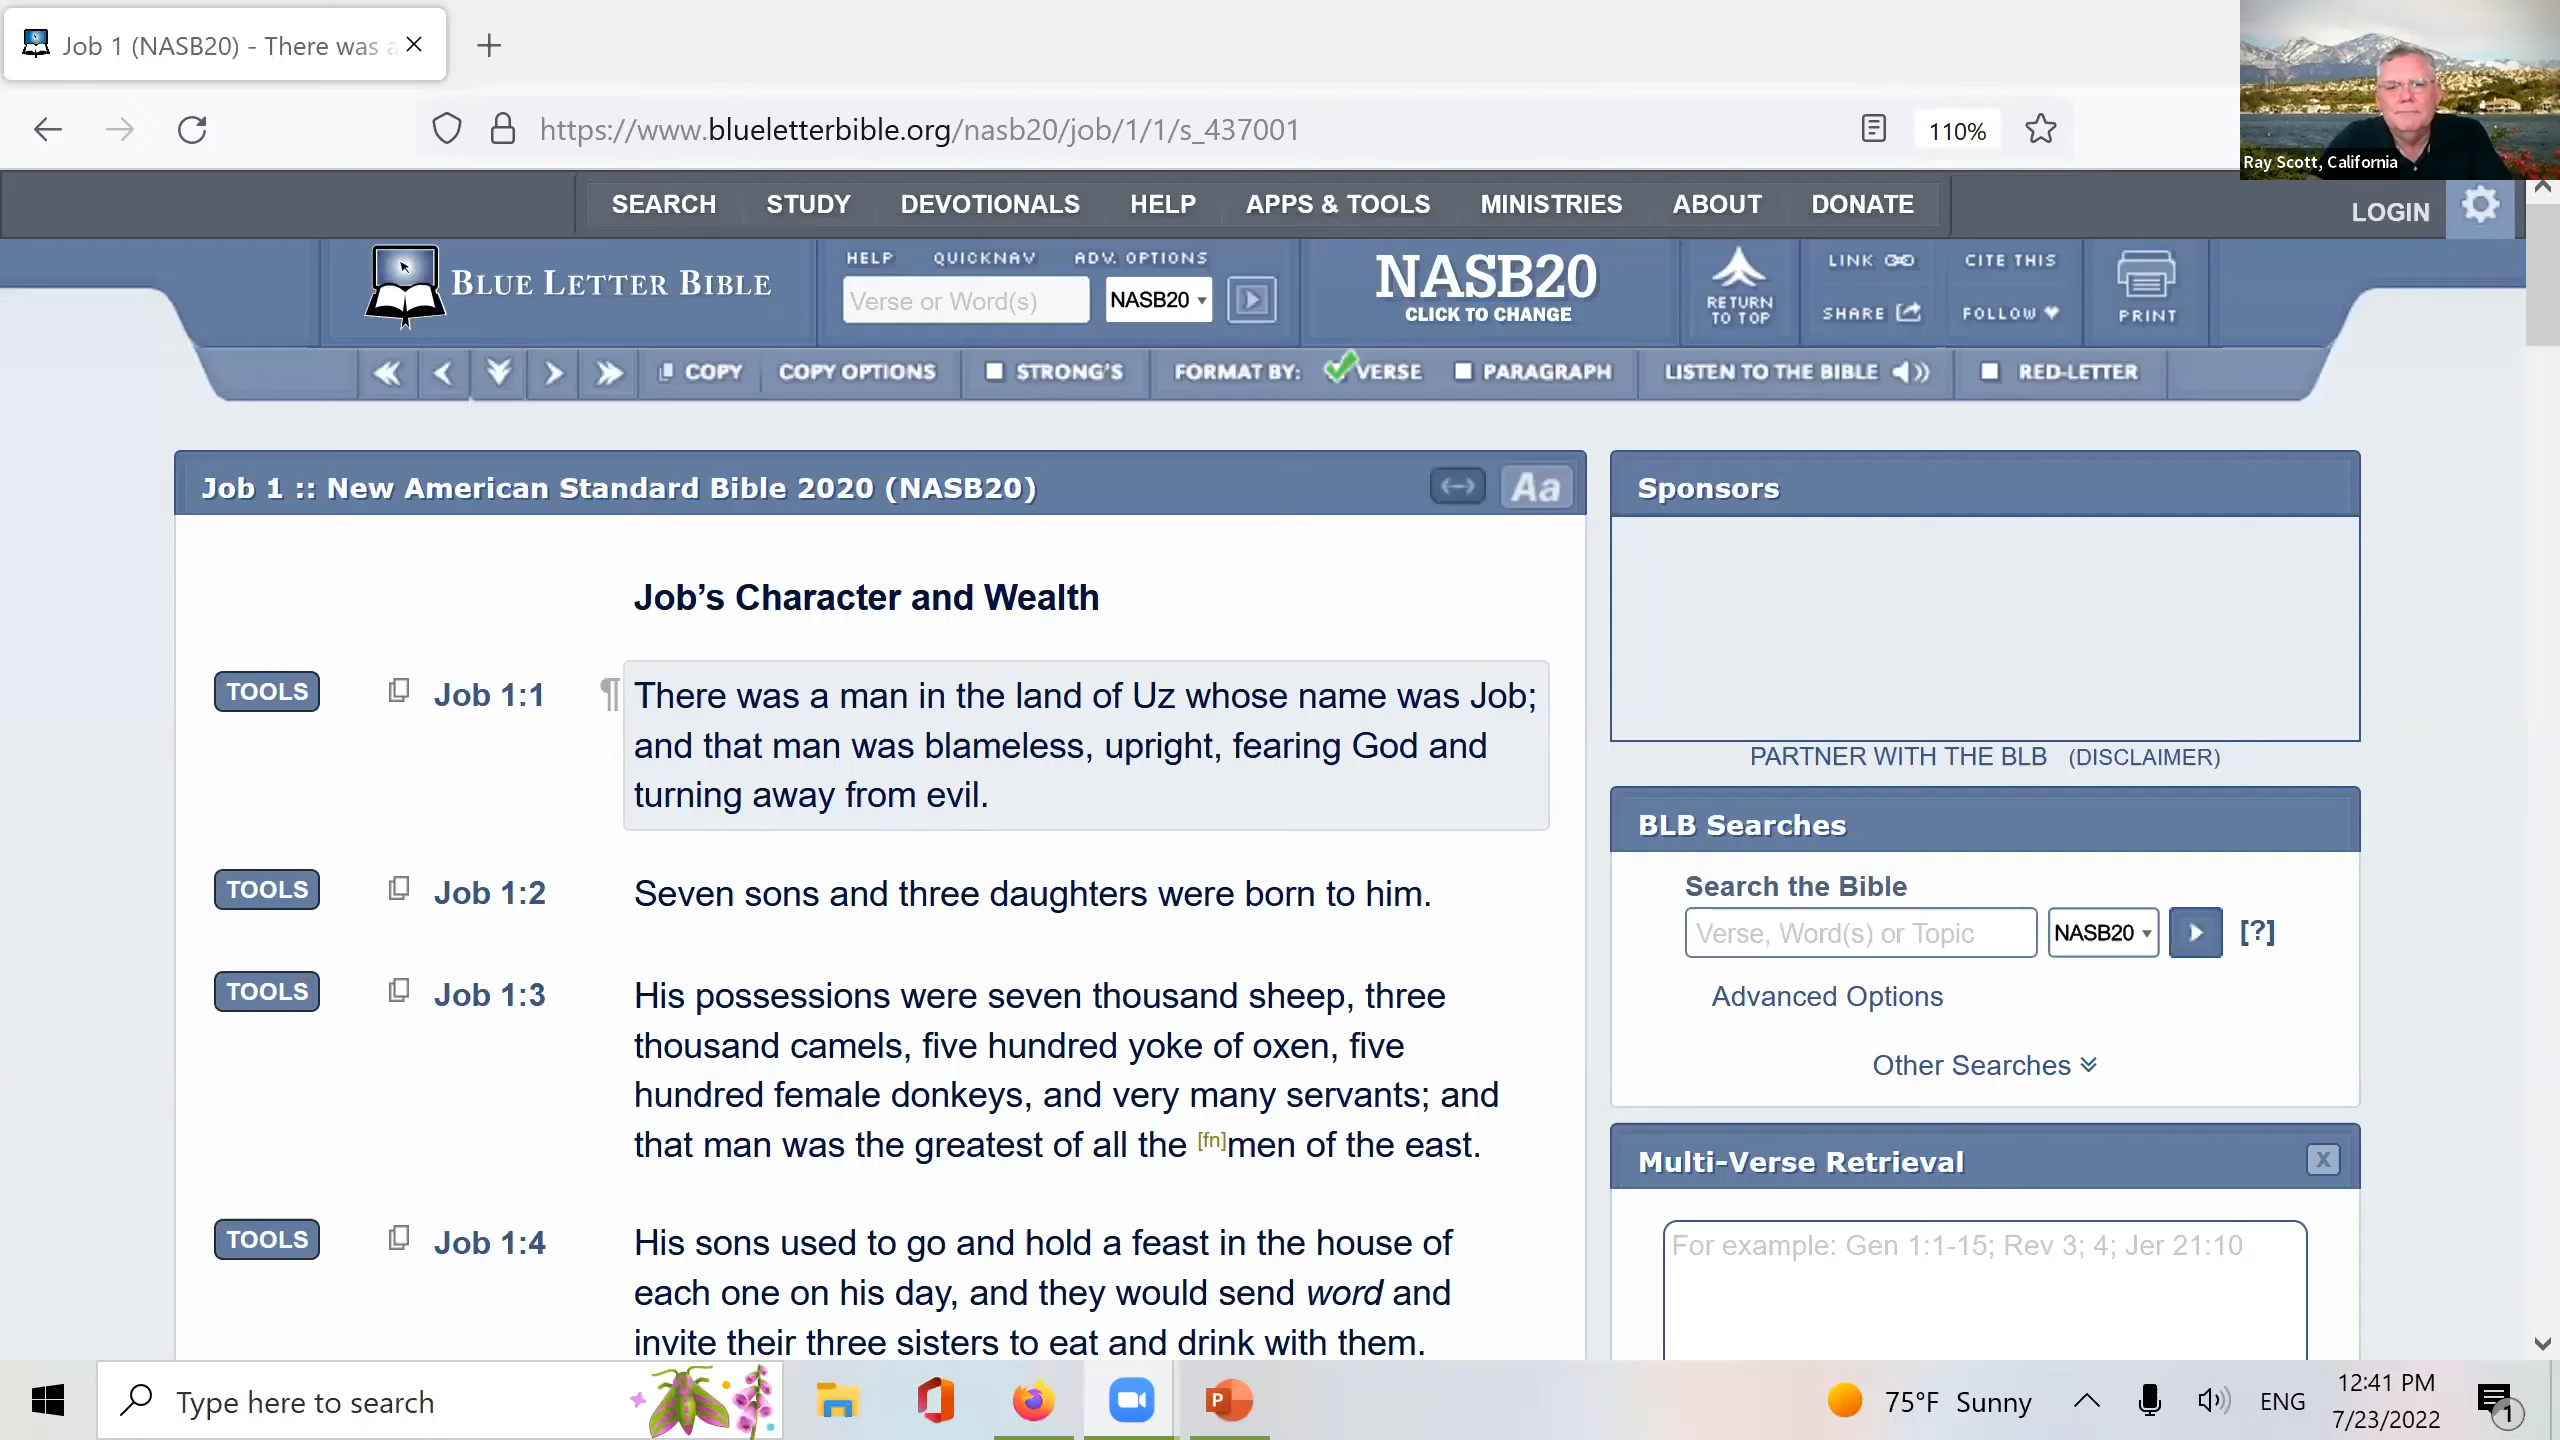 Job 1 (NASB20) - There was a
https://www.blueletterbible.org/nasb20/job/1/1/s_437001
110%
Ray Scott, California
SEARCH STUDY DEVOTIONALS HELP APPS & TOOLS MINISTRIES ABOUT DONATE
LOGIN
BLUE LETTER BIBLE
HELP QUICKNAV ADV. OPTIONS
Verse or Word(s)
NASB20
NASB20
CLICK TO CHANGE
RETURN
TO TOP
LINK
CITE THIS
SHARE
FOLLOW
PRINT
COPY COPY OPTIONS STRONG'S FORMAT BY: VERSE PARAGRAPH LISTEN TO THE BIBLE RED-LETTER
Job 1 :: New American Standard Bible 2020 (NASB20)
Aa
Job’s Character and Wealth
TOOLS Job 1:1 ¶ There was a man in the land of Uz whose name was Job;
and that man was blameless, upright, fearing God and
turning away from evil.
TOOLS Job 1:2 Seven sons and three daughters were born to him.
TOOLS Job 1:3 His possessions were seven thousand sheep, three
thousand camels, five hundred yoke of oxen, five
hundred female donkeys, and very many servants; and
that man was the greatest of all the [fn]men of the east.
TOOLS Job 1:4 His sons used to go and hold a feast in the house of
each one on his day, and they would send word and
invite their three sisters to eat and drink with them.
Sponsors
PARTNER WITH THE BLB (DISCLAIMER)
BLB Searches
Search the Bible
Verse, Word(s) or Topic
NASB20
[?]
Advanced Options
Other Searches
Multi-Verse Retrieval
X
For example: Gen 1:1-15; Rev 3; 4; Jer 21:10
Type here to search
P
75°F Sunny
ENG
12:41 PM
7/23/2022
1